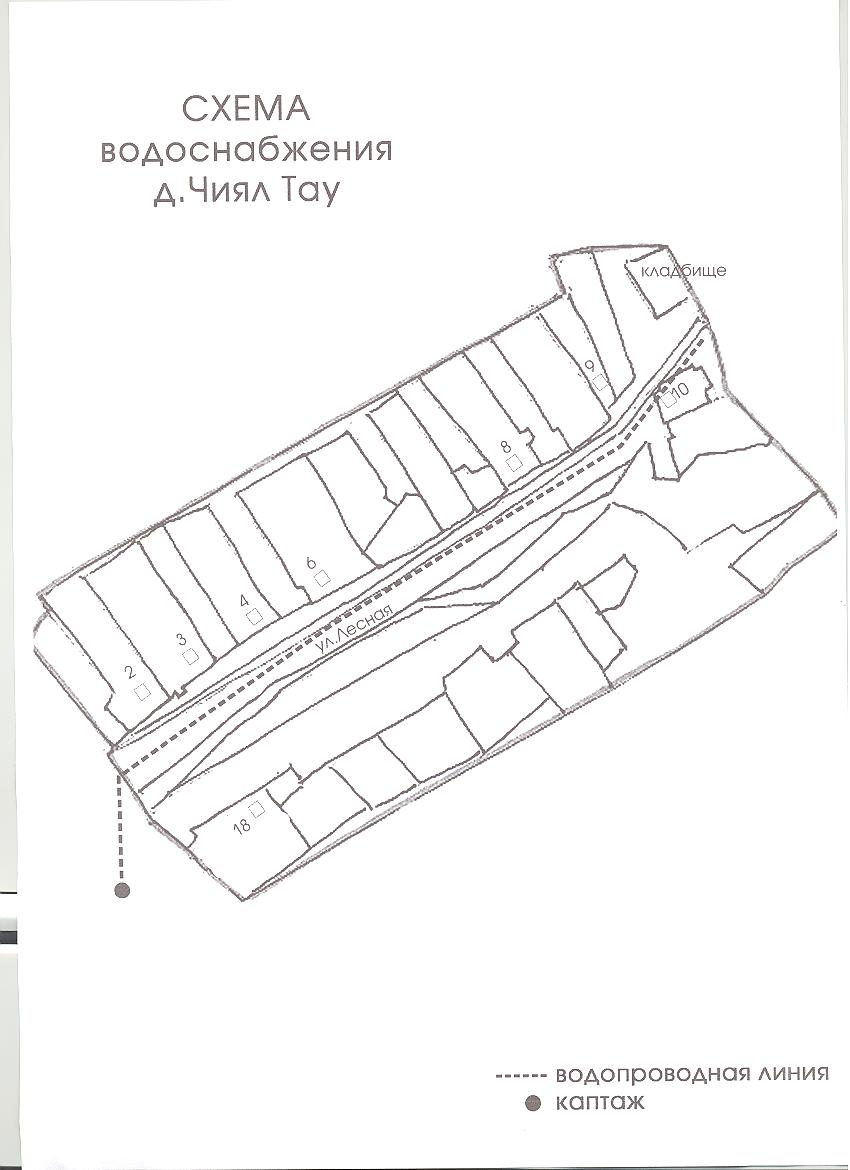 СХЕМА
водоснабжения
д.Чиял Тау
кладбище
9
10
8
6
4
3
2
ул.Лесная
18
водопроводная линия
каптаж